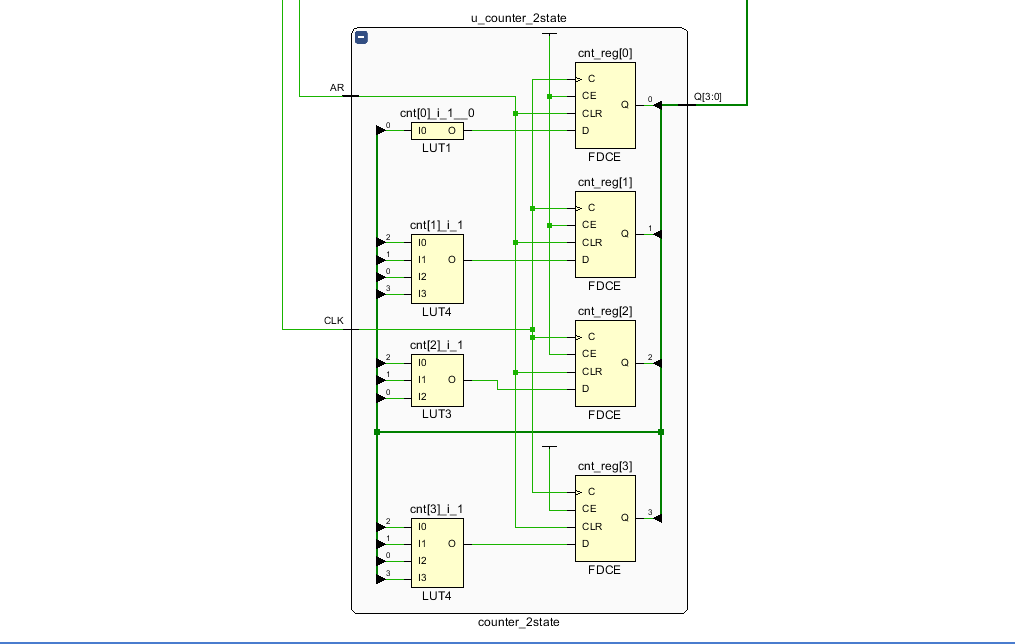 u_counter_2state
cnt_reg[0]
C
CE
CLR
D
Q
0
FDCE
Q[3:0]
AR
cnt[0]_i_1__0
0
I0
O
LUT1
cnt_reg[1]
C
CE
CLR
D
Q
1
FDCE
cnt[1]_i_1
2
I0
1
I1
O
0
I2
3
I3
LUT4
CLK
cnt_reg[2]
C
CE
CLR
D
Q
2
FDCE
cnt[2]_i_1
2
I0
1
I1
O
0
I2
LUT3
cnt_reg[3]
C
CE
CLR
D
Q
3
FDCE
cnt[3]_i_1
2
I0
1
I1
O
0
I2
3
I3
LUT4
counter_2state